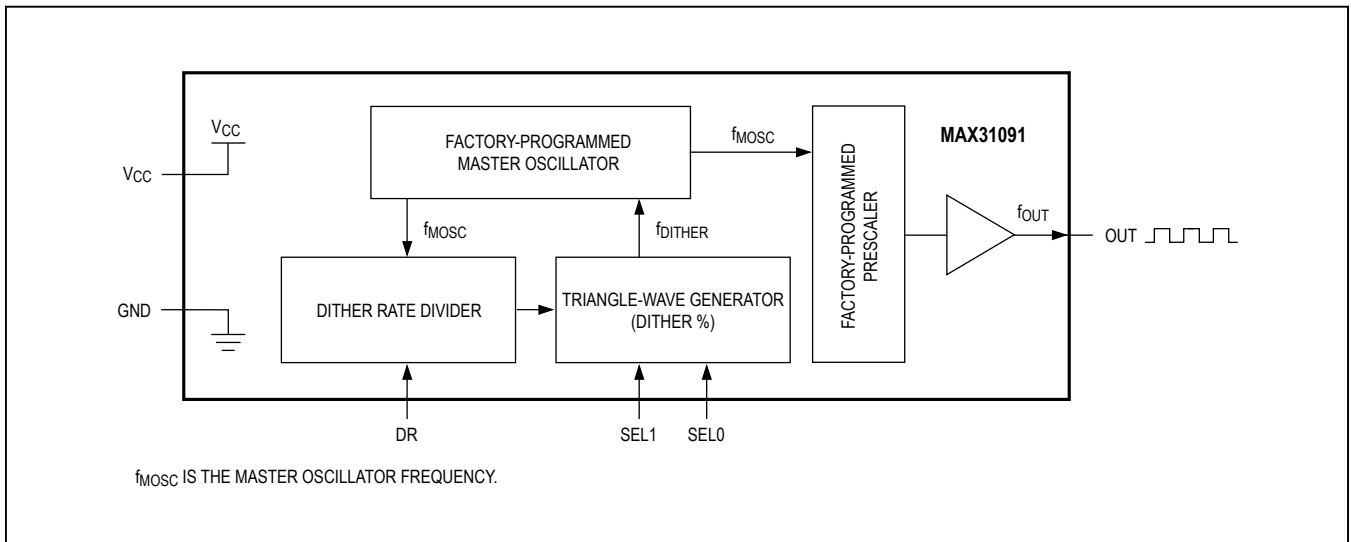 VCC
VCC
GND
FACTORY-PROGRAMMED
MASTER OSCILLATOR
fMOSC
fMOSC
fDITHER
DITHER RATE DIVIDER
TRIANGLE-WAVE GENERATOR
(DITHER %)
FACTORY-PROGRAMMED
PRESCALER
MAX31091
fOUT
OUT
DR
SEL1
SEL0
fMOSC IS THE MASTER OSCILLATOR FREQUENCY.